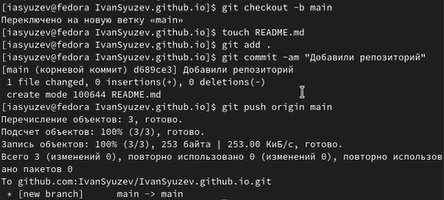 [iasyuzev@fedora IvanSyuzev.github.io]$ git checkout -b main
Переключено на новую ветку «main»
[iasyuzev@fedora IvanSyuzev.github.io]$ touch README.md
[iasyuzev@fedora IvanSyuzev.github.io]$ git add .
[iasyuzev@fedora IvanSyuzev.github.io]$ git commit -am "Добавили репозиторий"
[main (корневой коммит) d689ce3] Добавили репозиторий
 1 file changed, 0 insertions(+), 0 deletions(-)
 create mode 100644 README.md
[iasyuzev@fedora IvanSyuzev.github.io]$ git push origin main
Перечисление объектов: 3, готово.
Подсчет объектов: 100% (3/3), готово.
Запись объектов: 100% (3/3), 253 байта | 253.00 КиБ/с, готово.
Всего 3 (изменений 0), повторно использовано 0 (изменений 0), повторно использов
ано пакетов 0
To github.com:IvanSyuzev/IvanSyuzev.github.io.git
 * [new branch]      main -> main